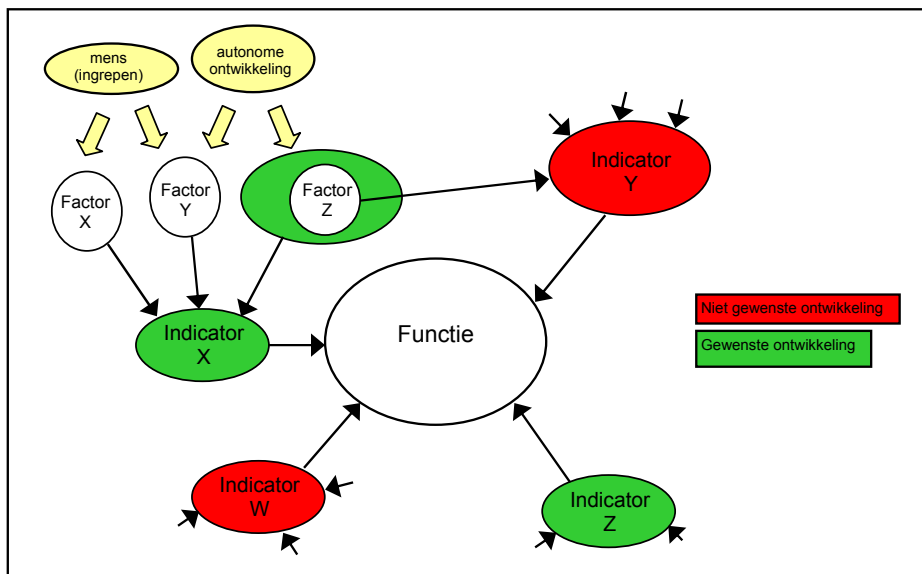 mens
(ingrepen)
autonome
ontwikkeling
Factor
X
Factor
Y
Factor
Z
Indicator
Y
Indicator
X
Functie
Niet gewenste ontwikkeling
Gewenste ontwikkeling
Indicator
W
Indicator
Z